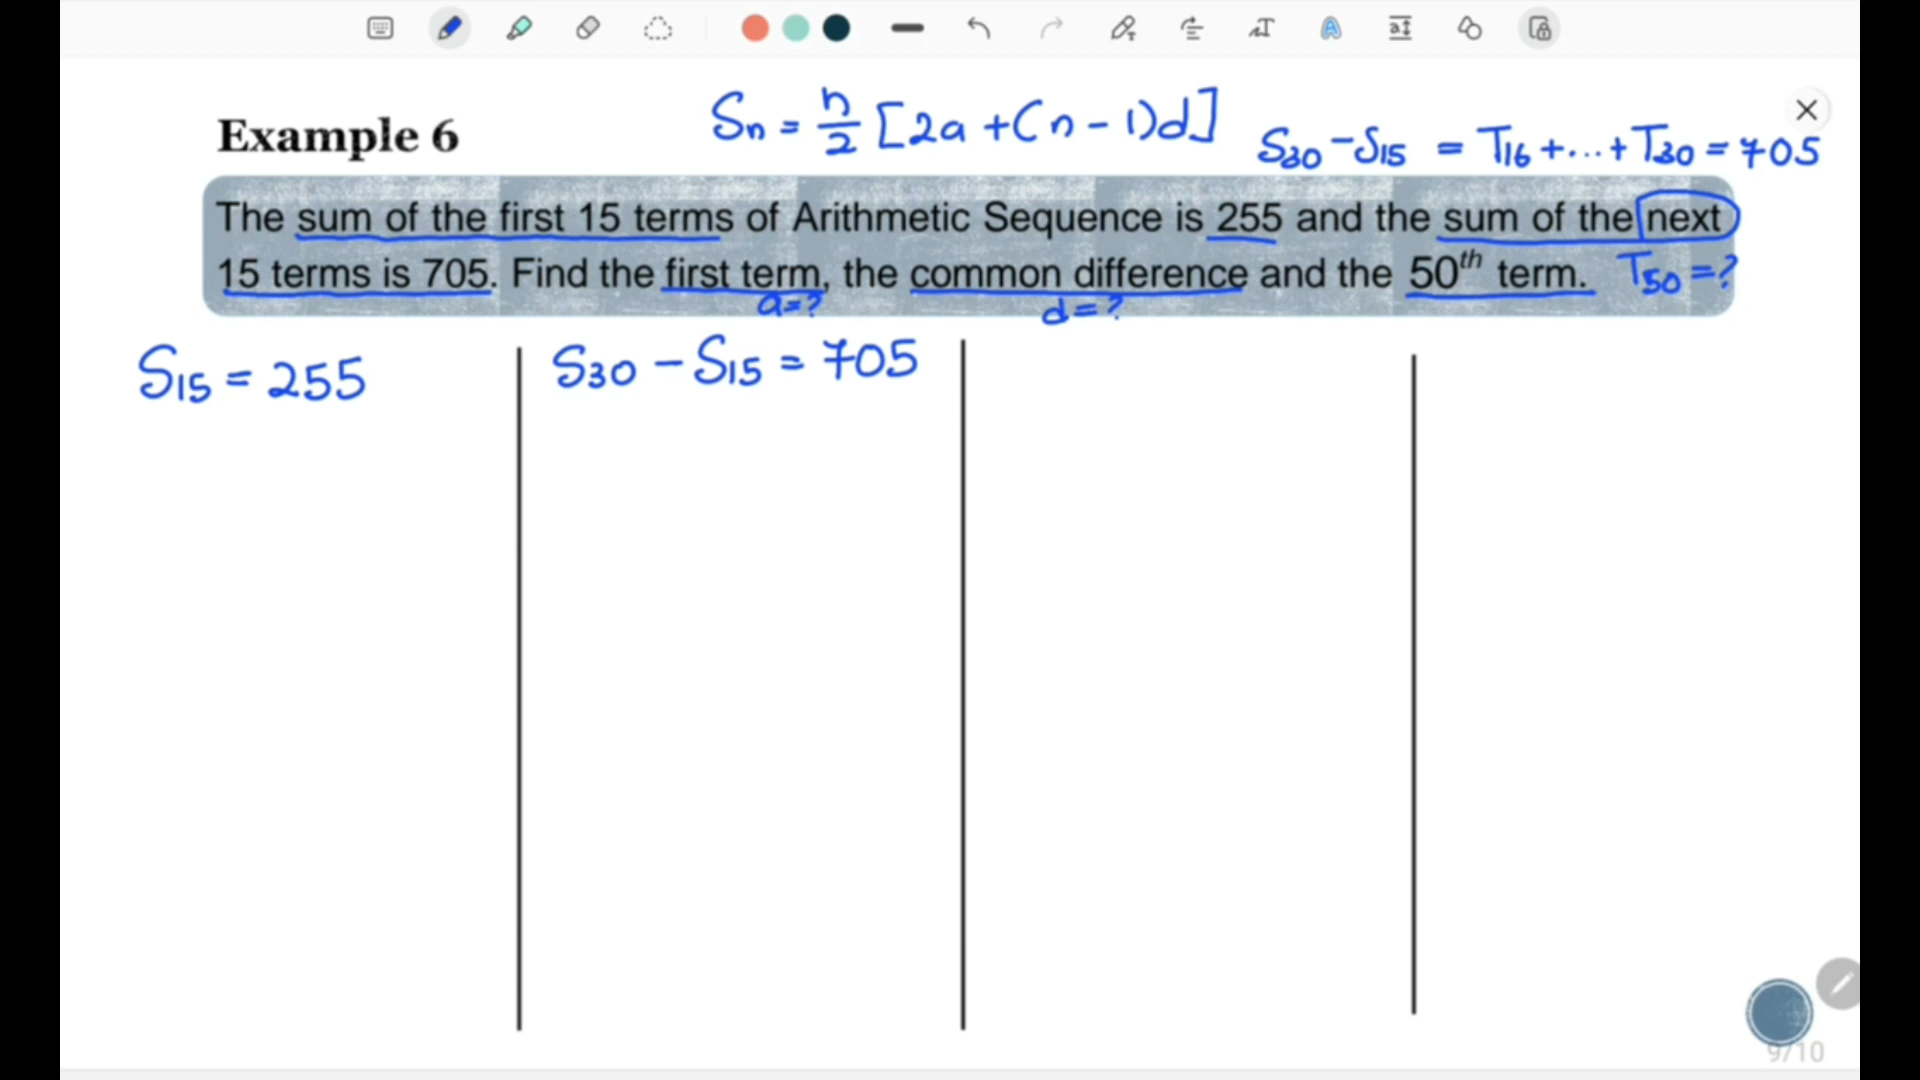 Example 6
Sn = n/2 [2a + (n - 1)d]
S30 - S15 = T16 + ... + T30 = 705
The sum of the first 15 terms of Arithmetic Sequence is 255 and the sum of the next
15 terms is 705. Find the first term, the common difference and the 50th term. T50 = ?
a = ? d = ?
S15 = 255
S30 - S15 = 705
9/10